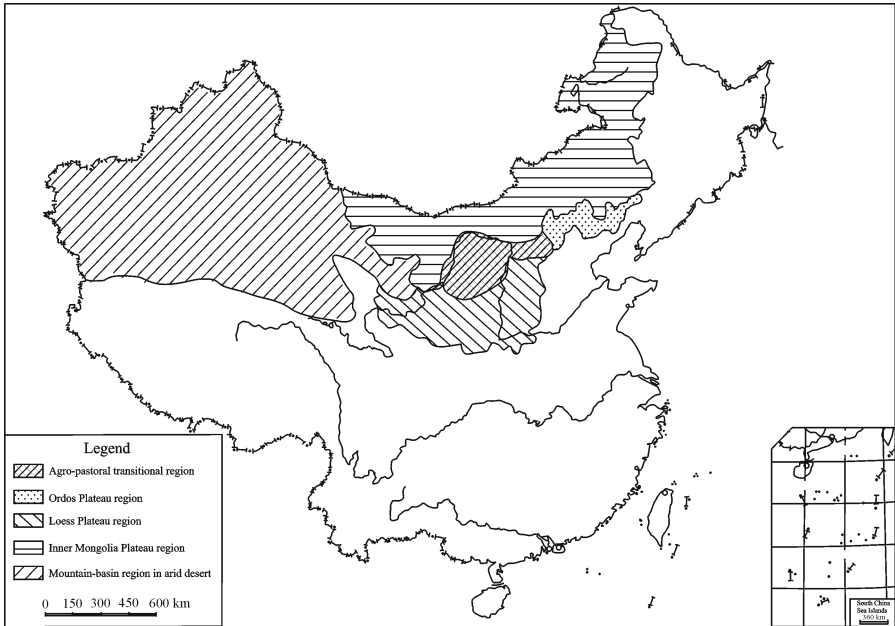 Legend
Agro-pastoral transitional region
Ordos Plateau region
Loess Plateau region
Inner Mongolia Plateau region
Mountain-basin region in arid desert
0 150 300 450 600 km
South China
Sea Islands
360 km